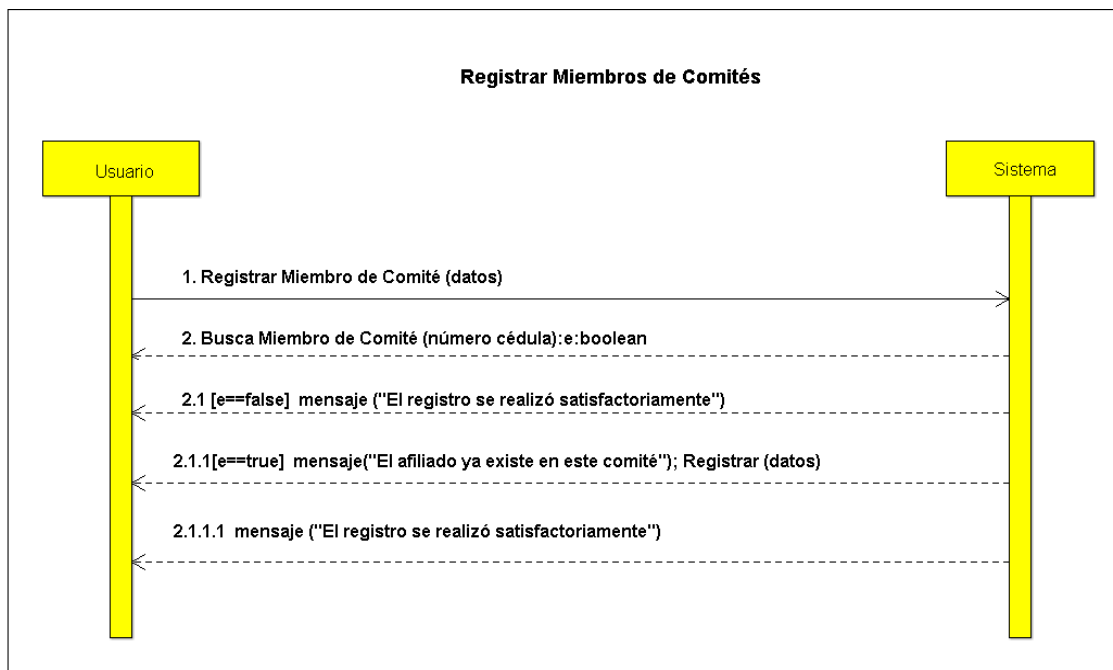 Registrar Miembros de Comités
Usuario
Sistema
1. Registrar Miembro de Comité (datos)
2. Busca Miembro de Comité (número cédula):e:boolean
2.1 [e==false]  mensaje ("El registro se realizó satisfactoriamente")
2.1.1[e==true]  mensaje("El afiliado ya existe en este comité"); Registrar (datos)
2.1.1.1  mensaje ("El registro se realizó satisfactoriamente")